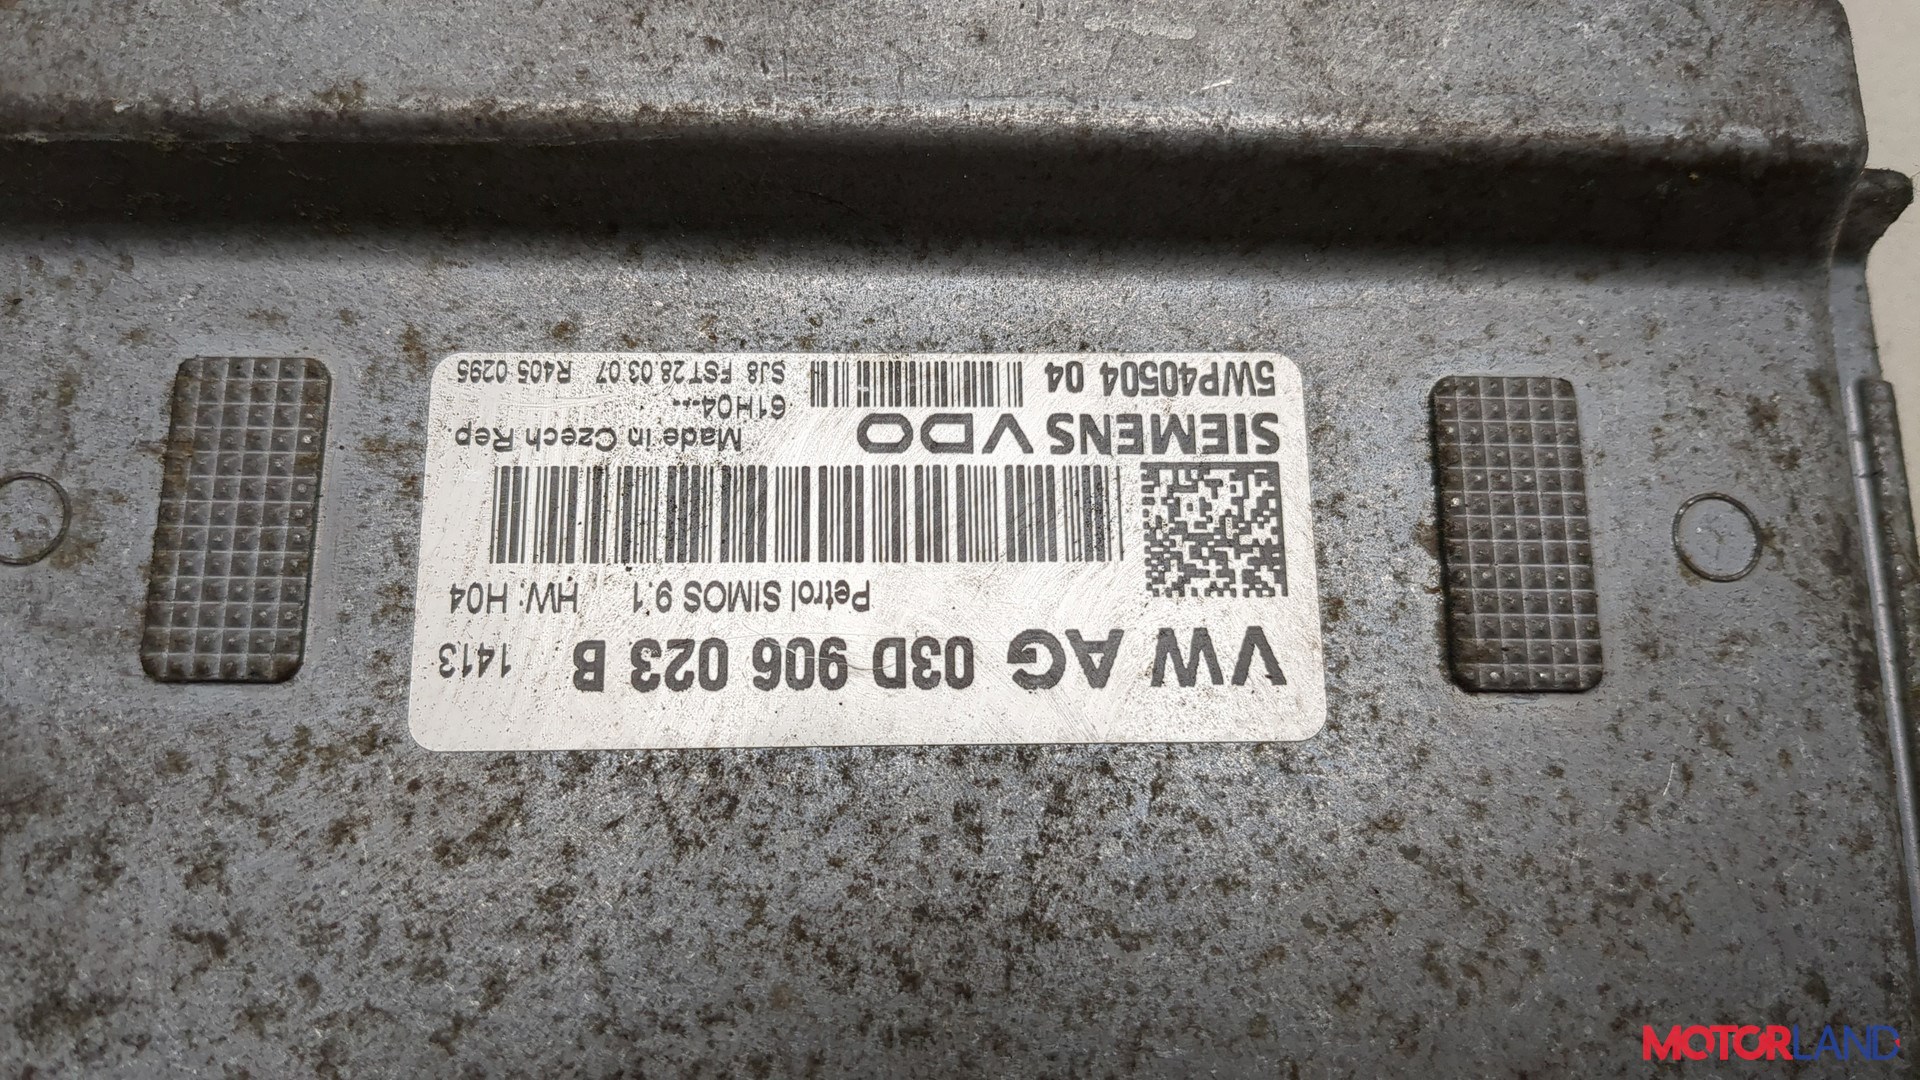 VW AG 03D 906 023 B 1413
Petrol SIMOS 9.1 HW: H04
SIEMENS VDO Made in Czech Rep
61H04---
5WP40504 04 SJ8 FST 28 03 07 R405 0295
MOTORLAND